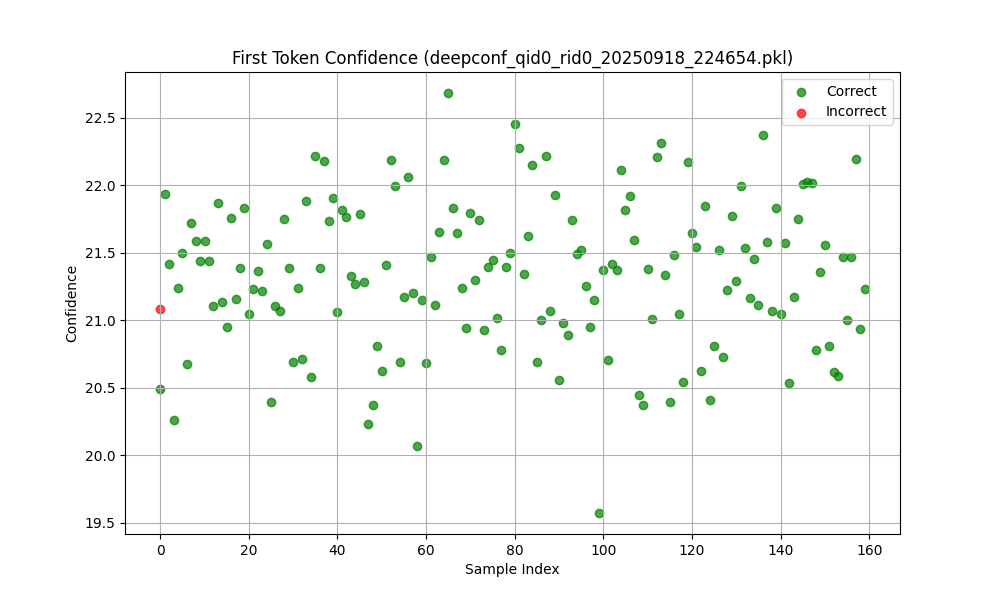 First Token Confidence (deepconf_qid0_rid0_20250918_224654.pkl)
Correct
Incorrect
22.5
22.0
21.5
21.0
20.5
20.0
19.5
Confidence
0 20 40 60 80 100 120 140 160
Sample Index